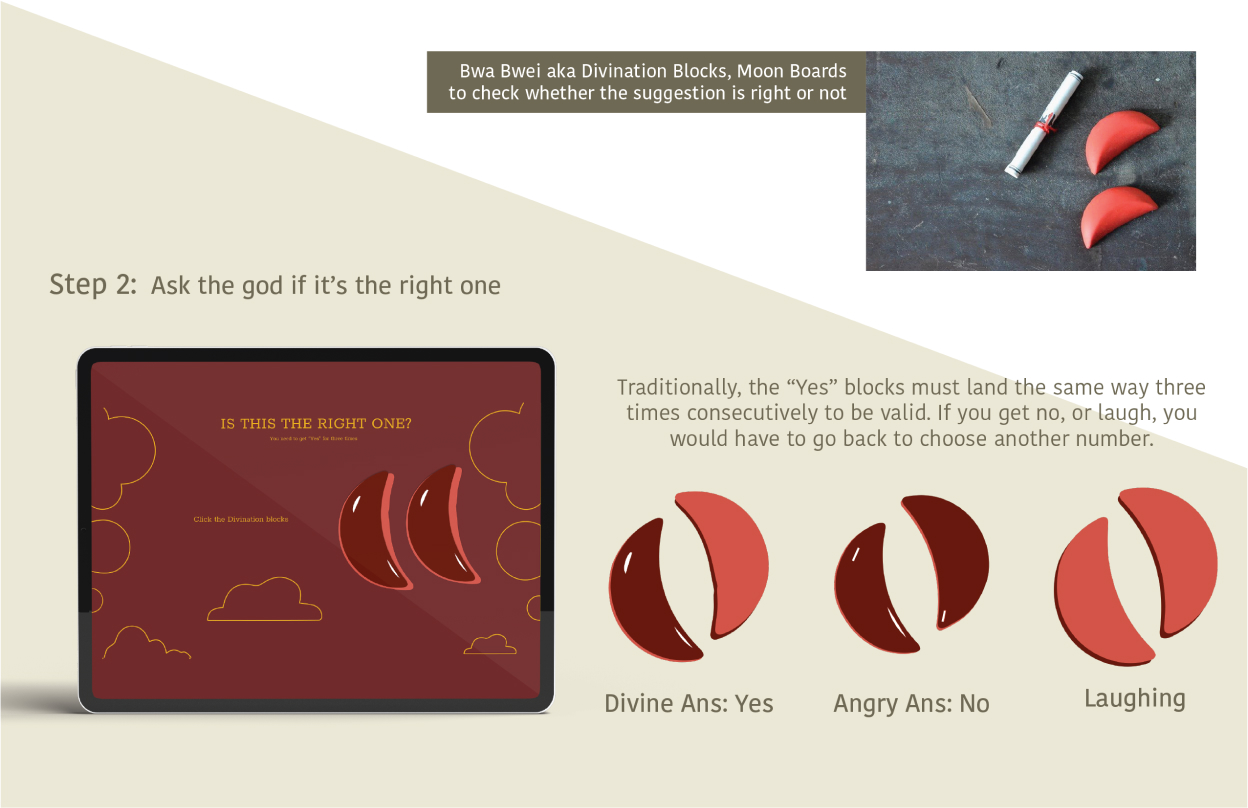 Bwa Bwei aka Divination Blocks, Moon Boards
to check whether the suggestion is right or not
Step 2: Ask the god if it's the right one
IS THIS THE RIGHT ONE?
You need to get "Yes" for three times
Click the Divination blocks
Traditionally, the “Yes” blocks must land the same way three
times consecutively to be valid. If you get no, or laugh, you
would have to go back to choose another number.
Divine Ans: Yes
Angry Ans: No
Laughing